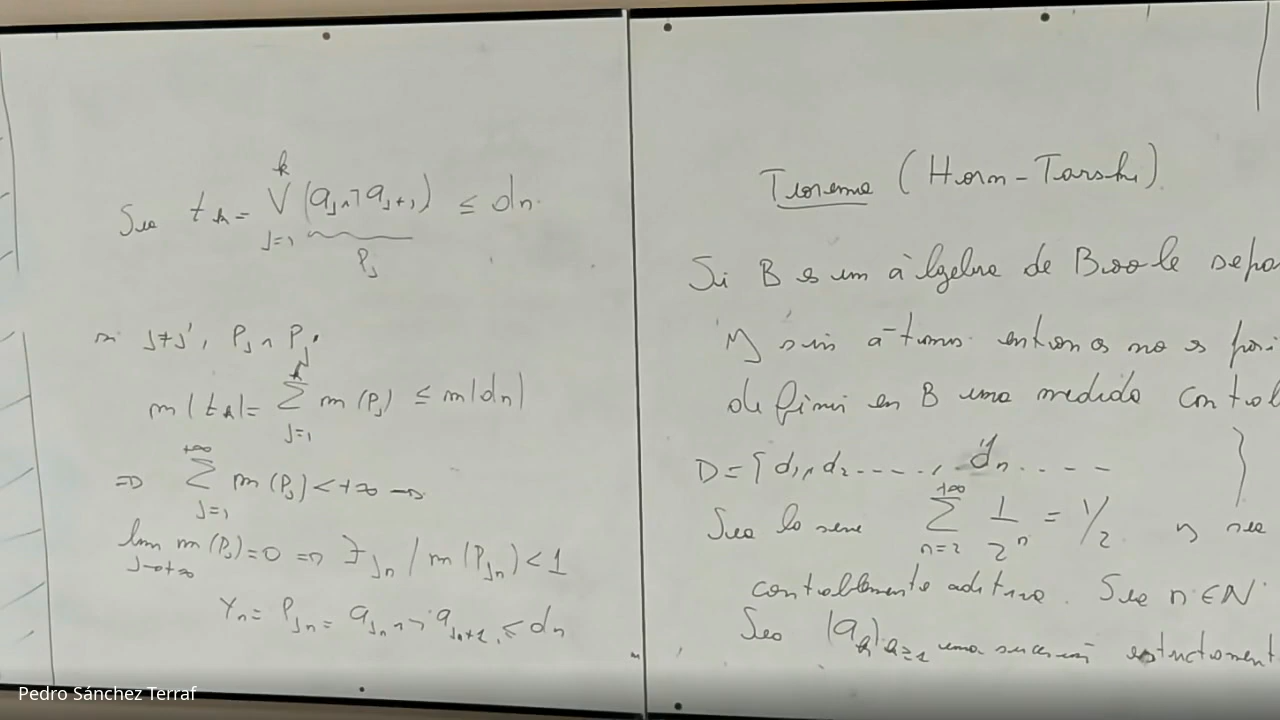 Sea t_k = ⋁_{j=1}^{k} (a_j ∧ ¬ a_{j+1}) ≤ d_n.
P_j
si j ≠ j', P_j ∧ P_j'
m(t_k) = ∑_{j=1}^{k} m(P_j) ≤ m(d_n)
⇒ ∑_{j=1}^{+∞} m(P_j) < +∞ ⇒
lim_{j→+∞} m(P_j) = 0 ⇒ ∃ j_n / m(P_{j_n}) < 1
Y_n = P_{j_n} = a_{j_n} ∧ ¬ a_{j_n+1} ≤ d_n
Teorema (Horn-Tarski)
Si B es un álgebra de Boole sepa
y sin átomos entonces no es posi
definir en B una medida contabl
D = { d_1, d_2 ....., d_n .... }
Sea la serie ∑_{n=2}^{+∞} 1/2^n = 1/2 y sea
contablemente aditiva. Sea n ∈ N
Sea (a_k)_{k≥1} una sucesión estrictament
Pedro Sánchez Terraf